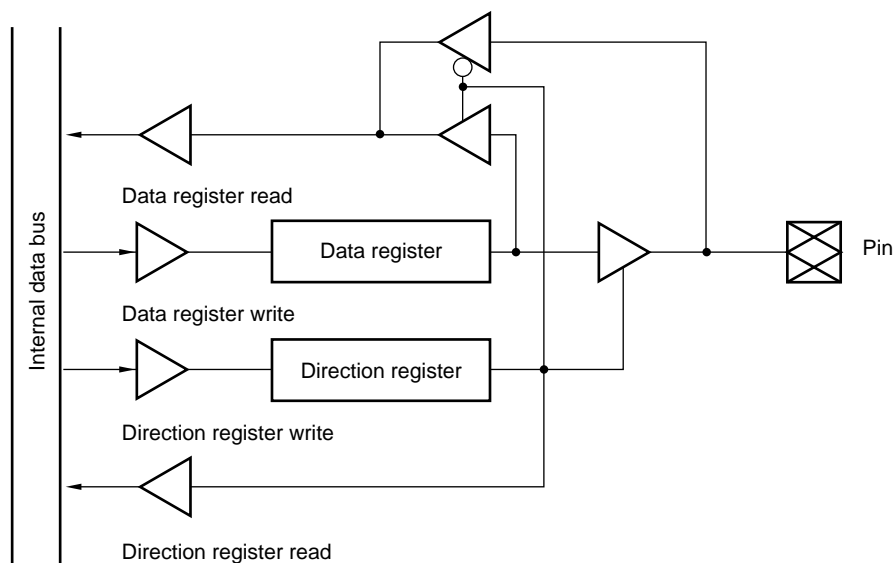 Data register read
Data register
Pin
Internal data bus
Data register write
Direction register
Direction register write
Direction register read